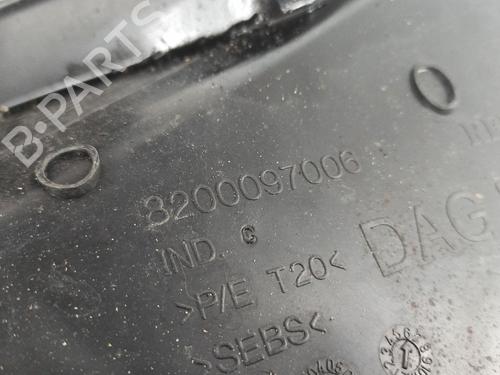 B-PARTS
8200097006
IND. G
>P/E T20<
DAG
>SEBS<